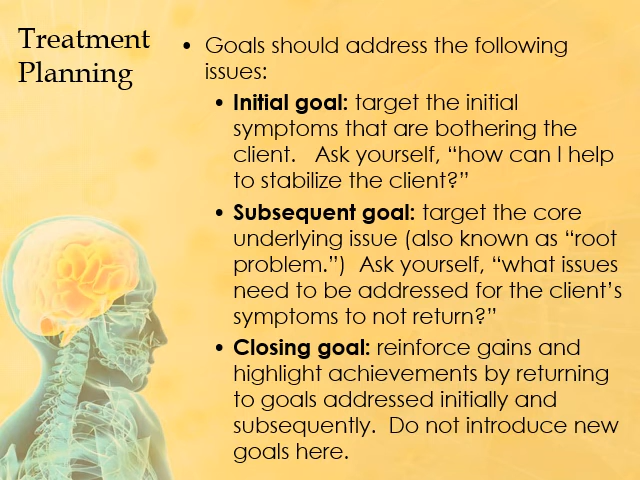 Treatment
Planning
• Goals should address the following
issues:
• Initial goal: target the initial
symptoms that are bothering the
client.   Ask yourself, “how can I help
to stabilize the client?”
• Subsequent goal: target the core
underlying issue (also known as “root
problem.”)  Ask yourself, “what issues
need to be addressed for the client’s
symptoms to not return?”
• Closing goal: reinforce gains and
highlight achievements by returning
to goals addressed initially and
subsequently.  Do not introduce new
goals here.